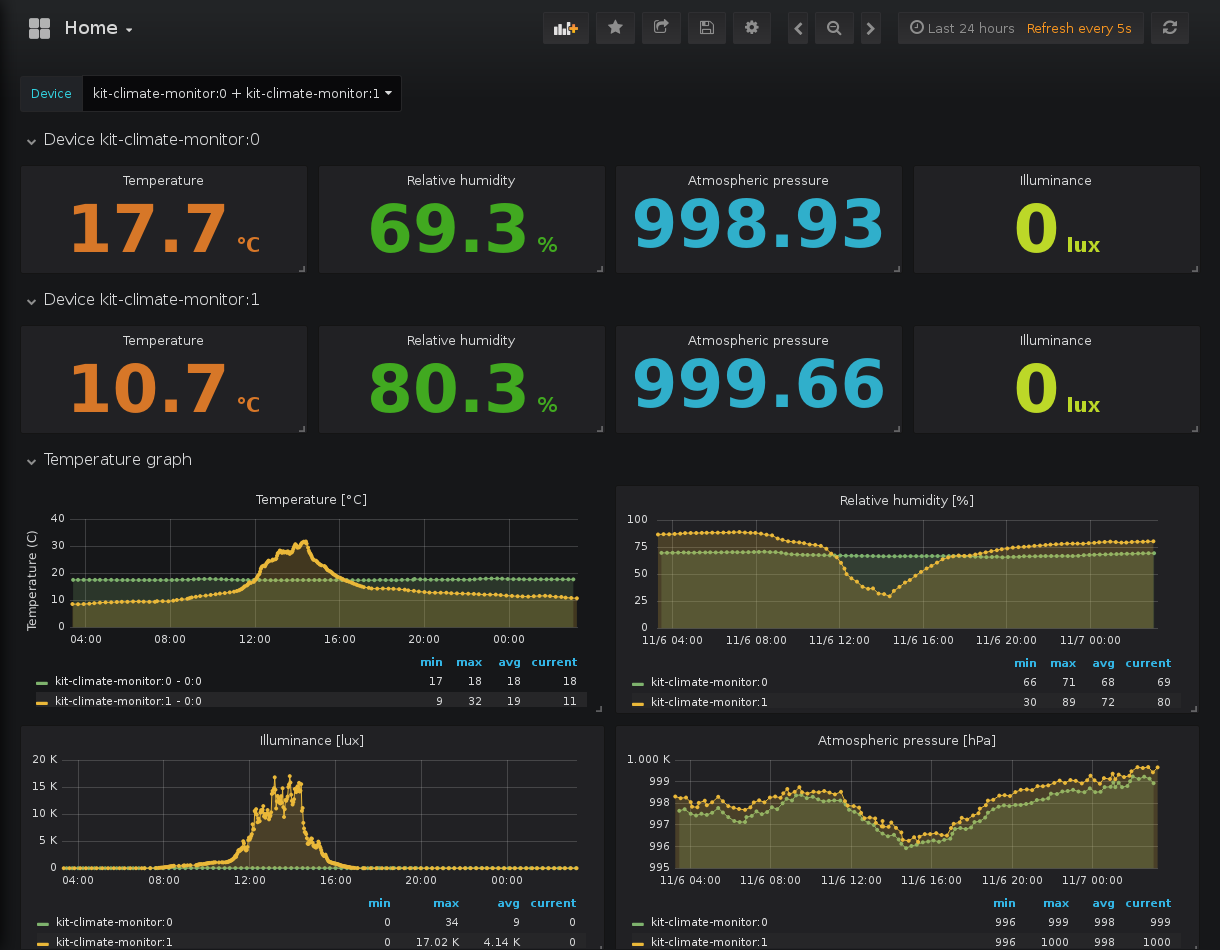 Home
Last 24 hours Refresh every 5s
Device kit-climate-monitor:0 + kit-climate-monitor:1
Device kit-climate-monitor:0
Temperature Relative humidity Atmospheric pressure Illuminance
17.7 °C 69.3 % 998.93 0 lux
Device kit-climate-monitor:1
Temperature Relative humidity Atmospheric pressure Illuminance
10.7 °C 80.3 % 999.66 0 lux
Temperature graph
Temperature [°C]
Temperature (C)
40
30
20
10
0
04:00 08:00 12:00 16:00 20:00 00:00
min max avg current
kit-climate-monitor:0 - 0:0 17 18 18 18
kit-climate-monitor:1 - 0:0 9 32 19 11
Relative humidity [%]
100
75
50
25
0
11/6 04:00 11/6 08:00 11/6 12:00 11/6 16:00 11/6 20:00 11/7 00:00
min max avg current
kit-climate-monitor:0 66 71 68 69
kit-climate-monitor:1 30 89 72 80
Illuminance [lux]
20 K
15 K
10 K
5 K
0
04:00 08:00 12:00 16:00 20:00 00:00
min max avg current
kit-climate-monitor:0 0 34 9 0
kit-climate-monitor:1 0 17.02 K 4.14 K 0
Atmospheric pressure [hPa]
1.000 K
999
998
997
996
995
11/6 04:00 11/6 08:00 11/6 12:00 11/6 16:00 11/6 20:00 11/7 00:00
min max avg current
kit-climate-monitor:0 996 999 998 999
kit-climate-monitor:1 996 1000 998 1000